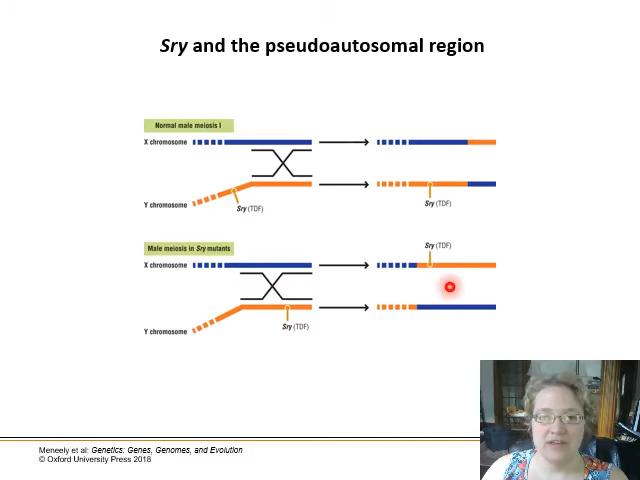 Sry and the pseudoautosomal region
Normal male meiosis I
X chromosome
Y chromosome
Sry (TDF)
Sry (TDF)
Male meiosis in Sry mutants
Sry (TDF)
X chromosome
Y chromosome
Sry (TDF)
Meneely et al: Genetics: Genes, Genomes, and Evolution
© Oxford University Press 2018